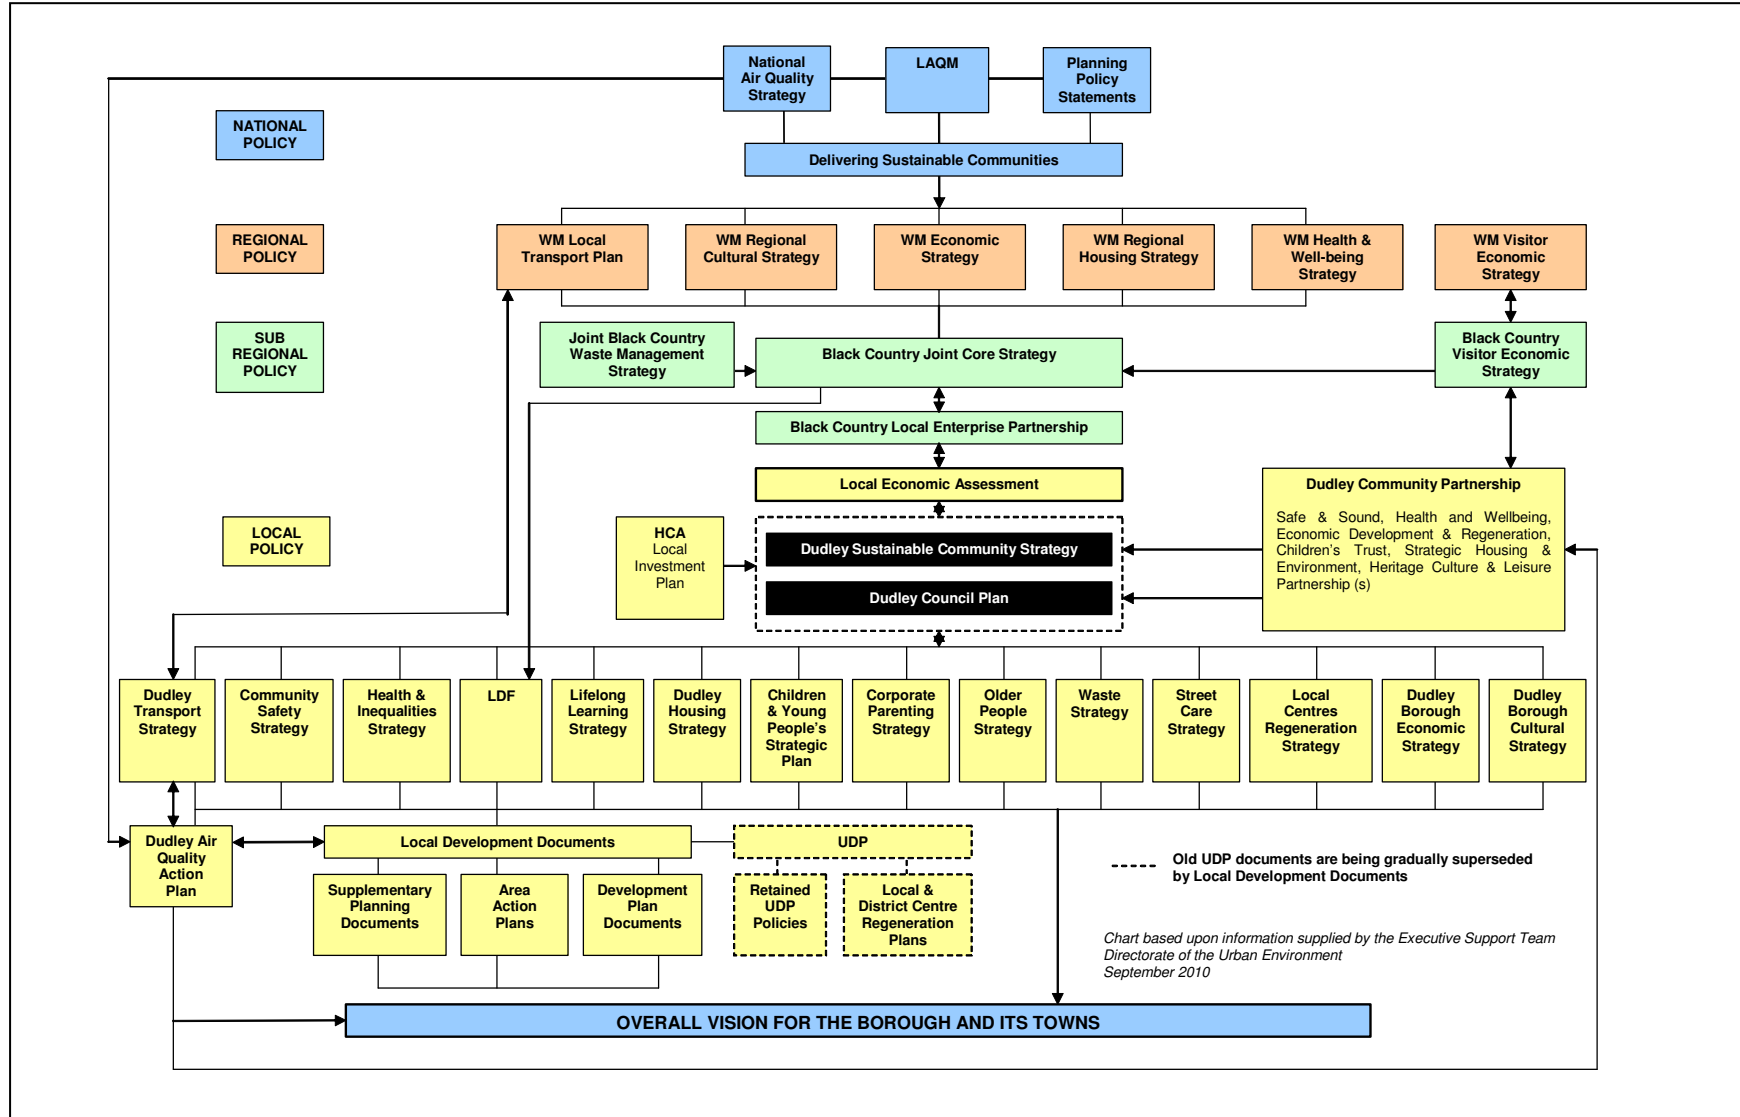 National
Air Quality
Strategy
LAQM
Planning
Policy
Statements
NATIONAL
POLICY
Delivering Sustainable Communities
REGIONAL
POLICY
WM Local
Transport Plan
WM Regional
Cultural Strategy
WM Economic
Strategy
WM Regional
Housing Strategy
WM Health &
Well-being
Strategy
WM Visitor
Economic
Strategy
SUB
REGIONAL
POLICY
Joint Black Country
Waste Management
Strategy
Black Country Joint Core Strategy
Black Country
Visitor Economic
Strategy
Black Country Local Enterprise Partnership
Local Economic Assessment
LOCAL
POLICY
HCA
Local
Investment
Plan
Dudley Sustainable Community Strategy
Dudley Council Plan
Dudley Community Partnership
Safe & Sound, Health and Wellbeing,
Economic Development & Regeneration,
Children's Trust, Strategic Housing &
Environment, Heritage Culture & Leisure
Partnership (s)
Dudley
Transport
Strategy
Community
Safety
Strategy
Health &
Inequalities
Strategy
LDF
Lifelong
Learning
Strategy
Dudley
Housing
Strategy
Children
& Young
People's
Strategic
Plan
Corporate
Parenting
Strategy
Older
People
Strategy
Waste
Strategy
Street
Care
Strategy
Local
Centres
Regeneration
Strategy
Dudley
Borough
Economic
Strategy
Dudley
Borough
Cultural
Strategy
Dudley Air
Quality
Action
Plan
Local Development Documents
UDP
Supplementary
Planning
Documents
Area
Action
Plans
Development
Plan
Documents
Retained
UDP
Policies
Local &
District Centre
Regeneration
Plans
Old UDP documents are being gradually superseded
by Local Development Documents
Chart based upon information supplied by the Executive Support Team
Directorate of the Urban Environment
September 2010
OVERALL VISION FOR THE BOROUGH AND ITS TOWNS